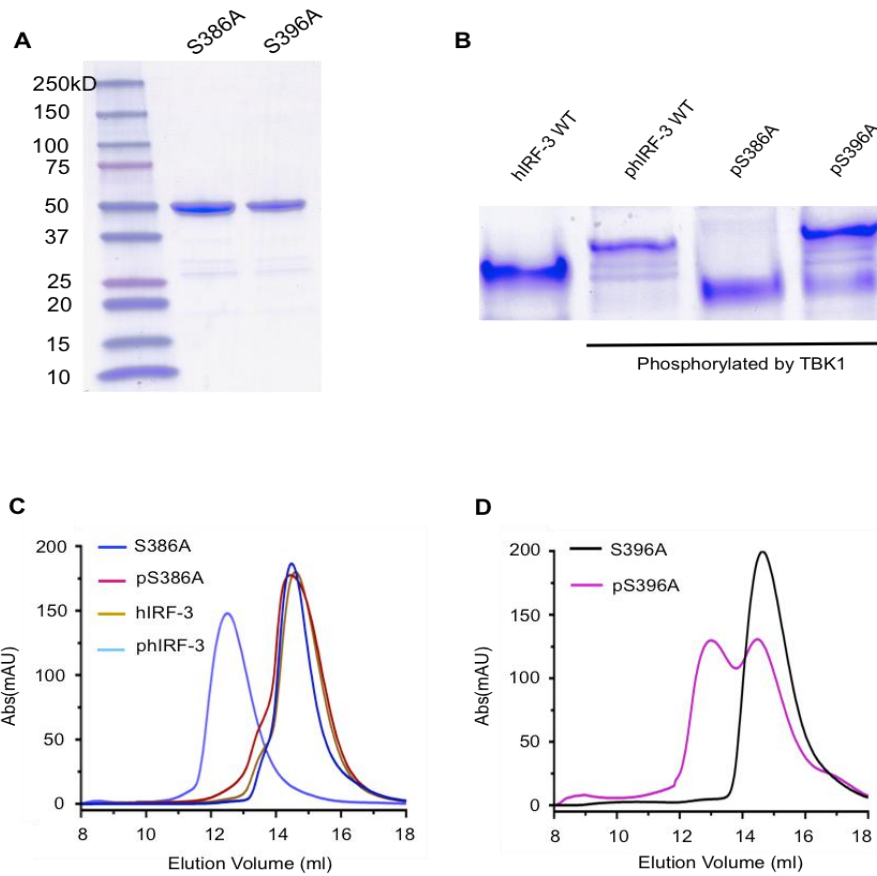 A
S386A
S396A
250kD
150
100
75
50
37
25
20
15
10
B
hIRF-3 WT
phIRF-3 WT
pS386A
pS396A
Phosphorylated by TBK1
C
S386A
pS386A
hIRF-3
phIRF-3
200
150
100
50
0
Abs(mAU)
8 10 12 14 16 18
Elution Volume (ml)
D
S396A
pS396A
200
150
100
50
0
Abs(mAU)
8 10 12 14 16 18
Elution Volume (ml)